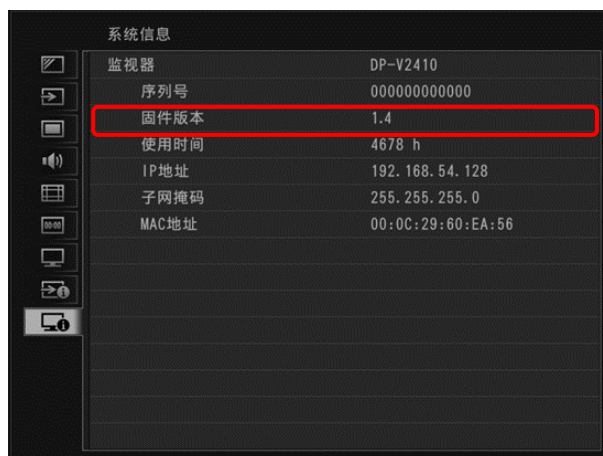 系统信息
监视器 DP-V2410
序列号 000000000000
固件版本 1.4
使用时间 4678 h
IP地址 192.168.54.128
子网掩码 255.255.255.0
MAC地址 00:0C:29:60:EA:56
00:00